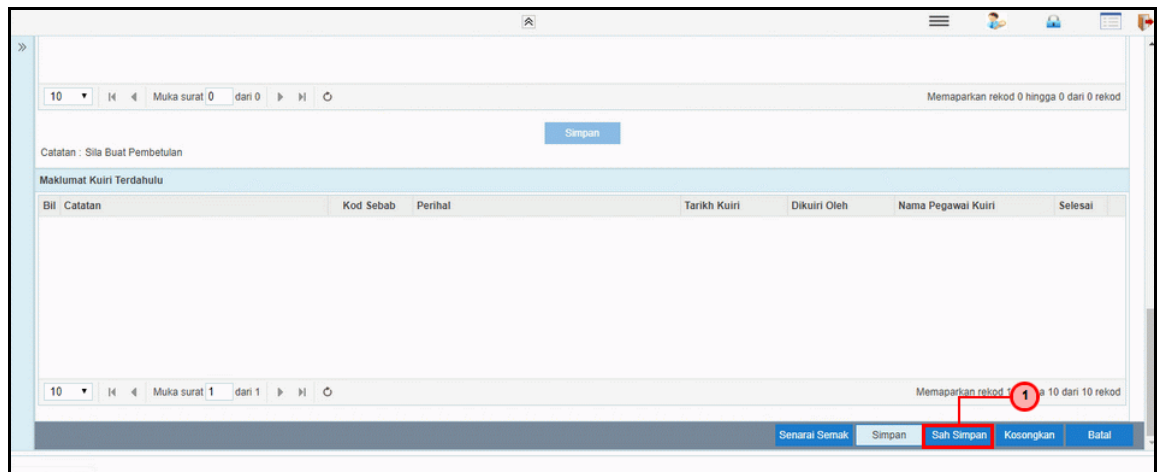 10 Muka surat 0 dari 0 Memaparkan rekod 0 hingga 0 dari 0 rekod
Simpan
Catatan : Sila Buat Pembetulan
Maklumat Kuiri Terdahulu
Bil Catatan Kod Sebab Perihal Tarikh Kuiri Dikuiri Oleh Nama Pegawai Kuiri Selesai
10 Muka surat 1 dari 1 Memaparkan rekod 1 a 10 dari 10 rekod
1
Senarai Semak Simpan Sah Simpan Kosongkan Batal